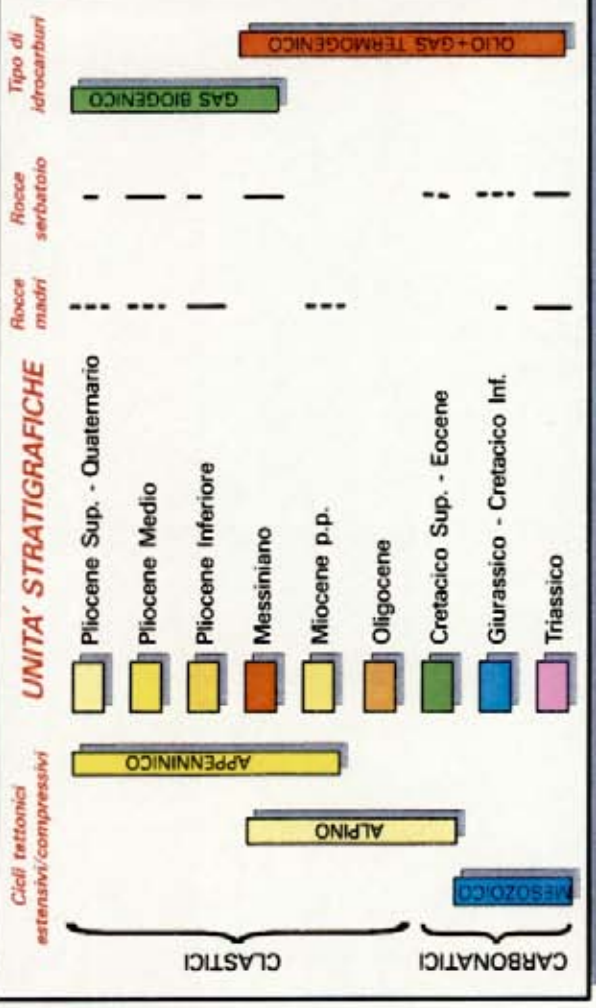 Cicli tettonici
estensivi/compressivi
UNITA' STRATIGRAFICHE
Rocce
madri
Rocce
serbatoio
Tipo di
idrocarburi
CLASTICI
CARBONATICI
APPENNINICO
ALPINO
MESOZOICO
Pliocene Sup. - Quaternario
Pliocene Medio
Pliocene Inferiore
Messiniano
Miocene p.p.
Oligocene
Cretacico Sup. - Eocene
Giurassico - Cretacico Inf.
Triassico
GAS BIOGENICO
OLIO+GAS TERMOGENICO